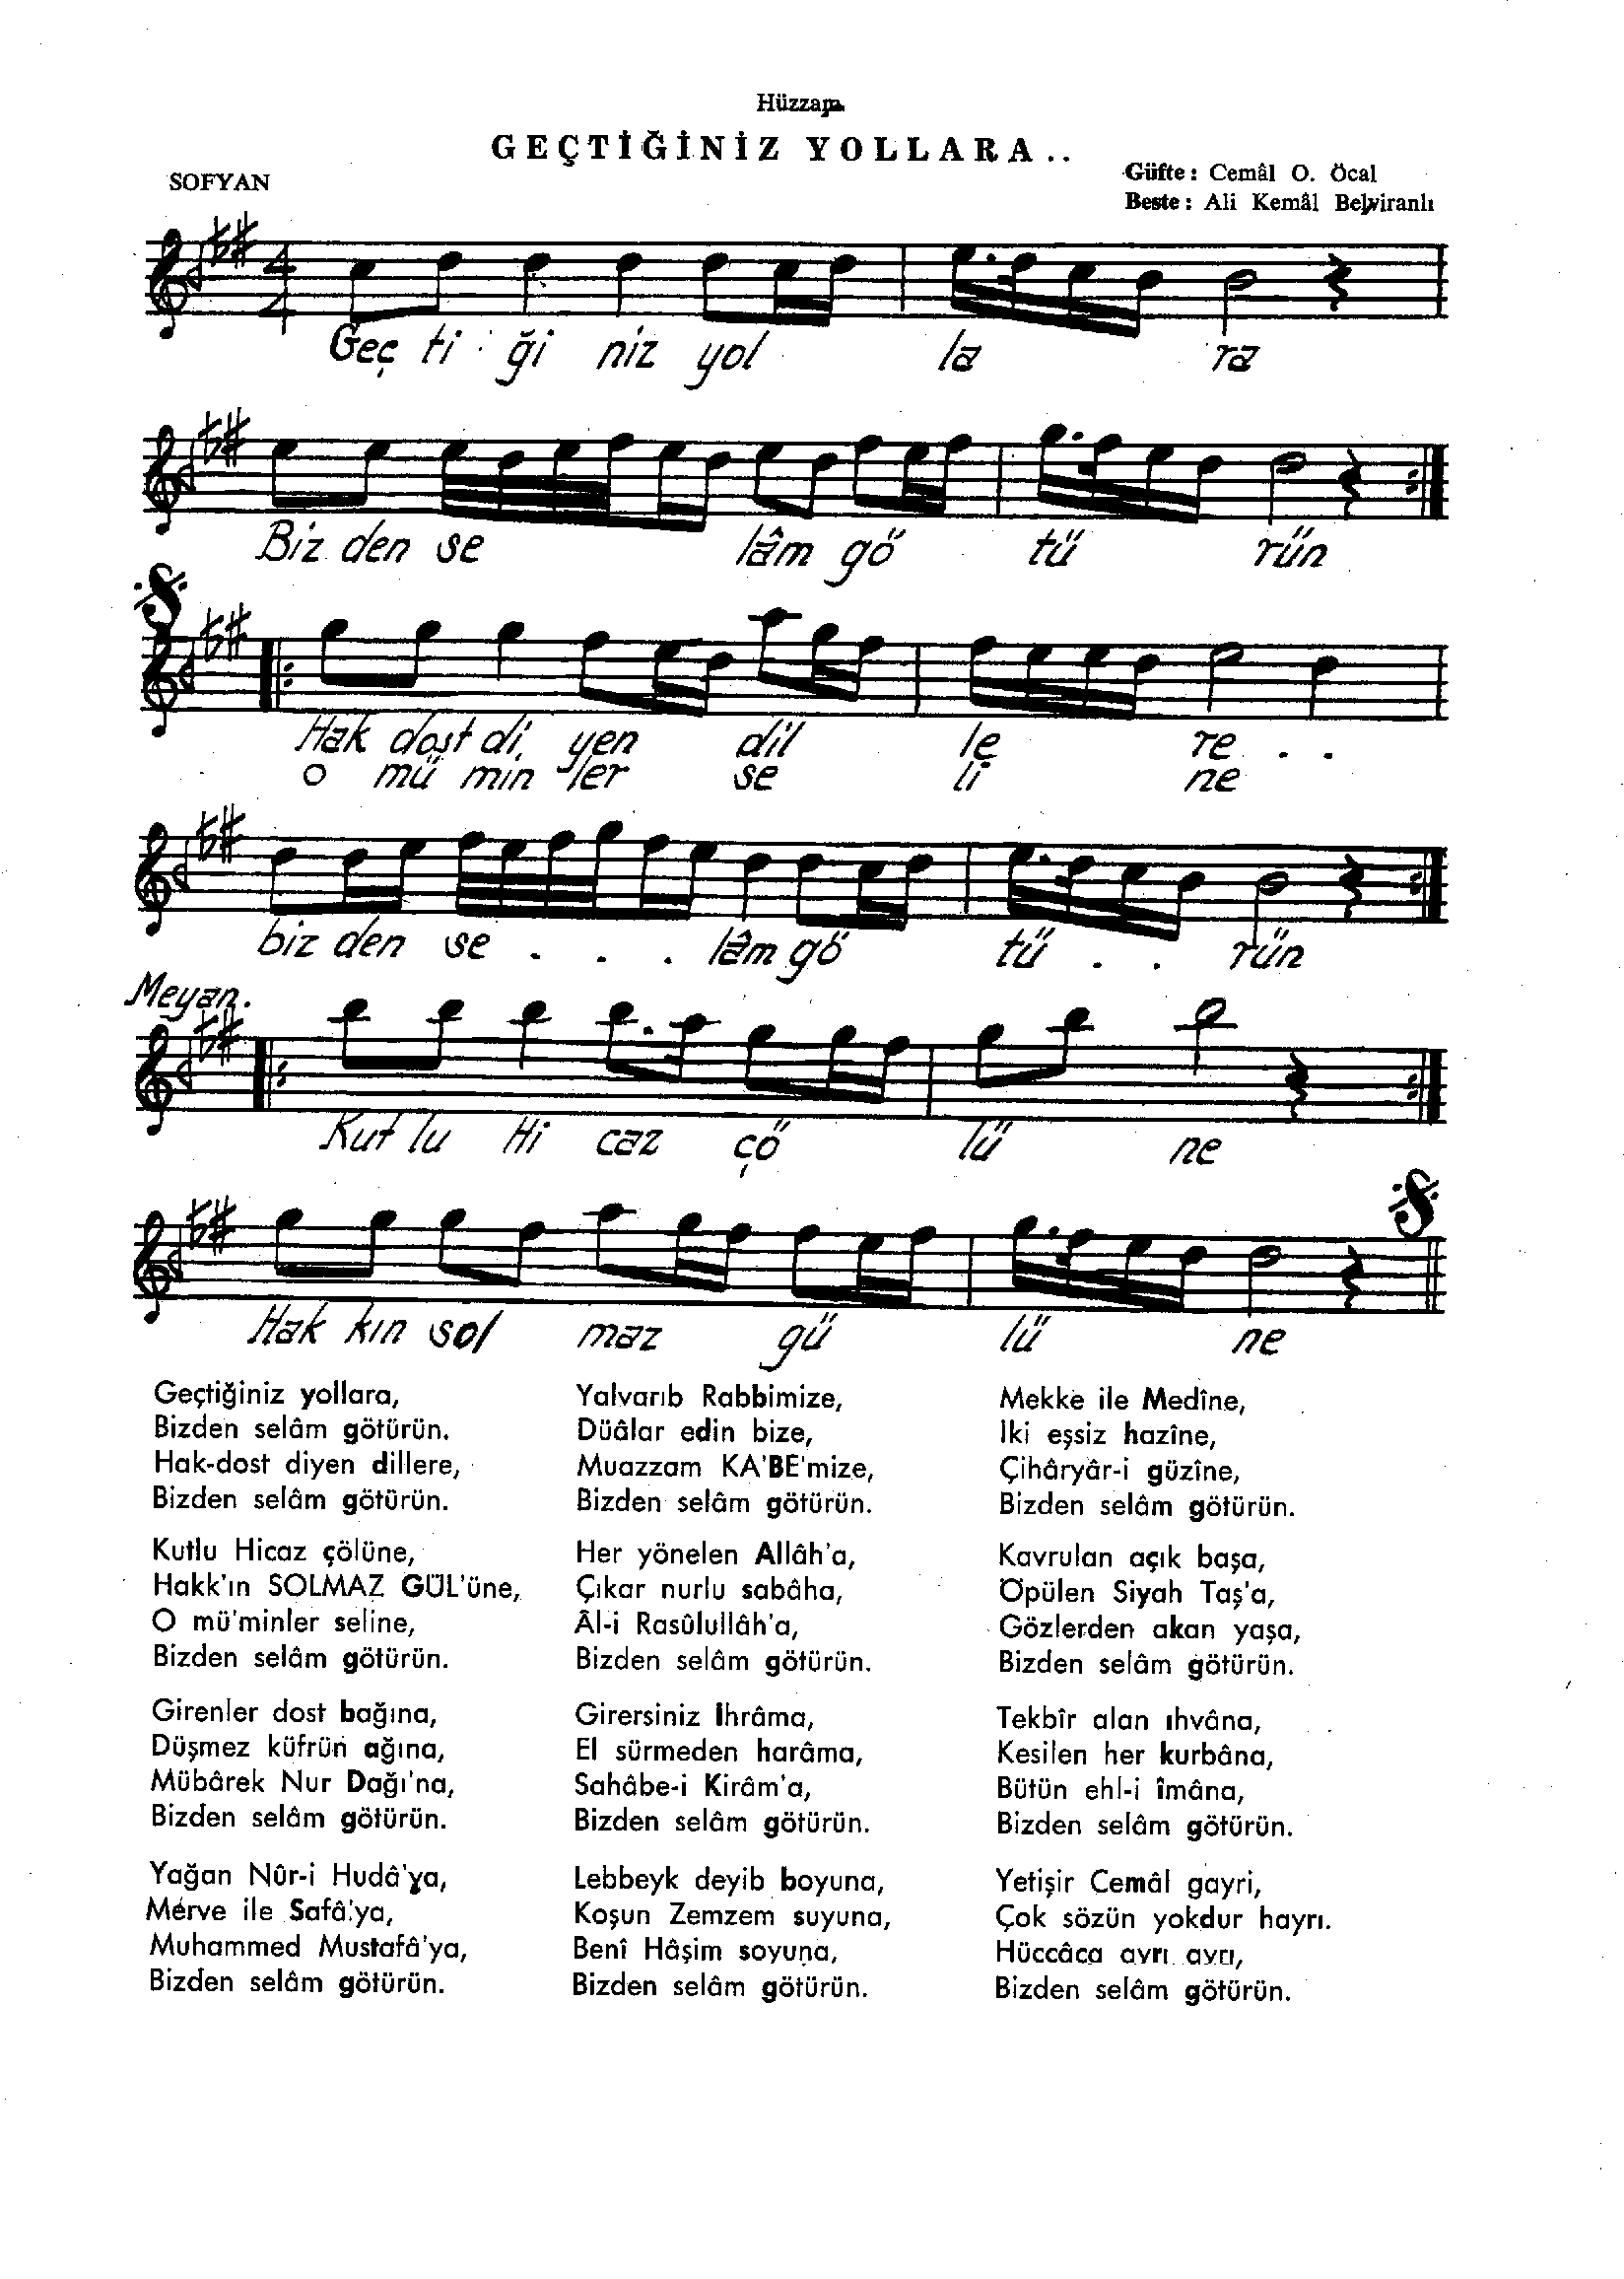 Hüzzam
GEÇTİĞİNİZ YOLLARA..
SOFYAN
Güfte: Cemâl O. Öcal
Beste: Ali Kemâl Belviranlı
4/4
Geç ti ği niz yol la ra
Biz den se lâm gö tü rün
Hak dost di yen dil le re . .
o mü min ler se li ne
biz den se . . . lâm gö tü . . rün
Meyan.
Kut lu Hi caz çö lü ne
Hak kın sol maz gü lü ne
Geçtiğiniz yollara,
Bizden selâm götürün.
Hak-dost diyen dillere,
Bizden selâm götürün.
Kutlu Hicaz çölüne,
Hakk'ın SOLMAZ GÜL'üne,
O mü'minler seline,
Bizden selâm götürün.
Girenler dost bağına,
Düşmez küfrün ağına,
Mübârek Nur Dağı'na,
Bizden selâm götürün.
Yağan Nûr-i Hudâ'ya,
Merve ile Safâ'ya,
Muhammed Mustafâ'ya,
Bizden selâm götürün.
Yalvarıb Rabbimize,
Düâlar edin bize,
Muazzam KA'BE'mize,
Bizden selâm götürün.
Her yönelen Allâh'a,
Çıkar nurlu sabâha,
Âl-i Rasûlullâh'a,
Bizden selâm götürün.
Girersiniz İhrâma,
El sürmeden harâma,
Sahâbe-i Kirâm'a,
Bizden selâm götürün.
Lebbeyk deyib boyuna,
Koşun Zemzem suyuna,
Benî Hâşim soyuna,
Bizden selâm götürün.
Mekke ile Medîne,
İki eşsiz hazîne,
Çihâryâr-i güzîne,
Bizden selâm götürün.
Kavrulan açık başa,
Öpülen Siyah Taş'a,
Gözlerden akan yaşa,
Bizden selâm götürün.
Tekbîr alan ıhvâna,
Kesilen her kurbâna,
Bütün ehl-i îmâna,
Bizden selâm götürün.
Yetişir Cemâl gayri,
Çok sözün yokdur hayrı.
Hüccâca ayrı ayrı,
Bizden selâm götürün.